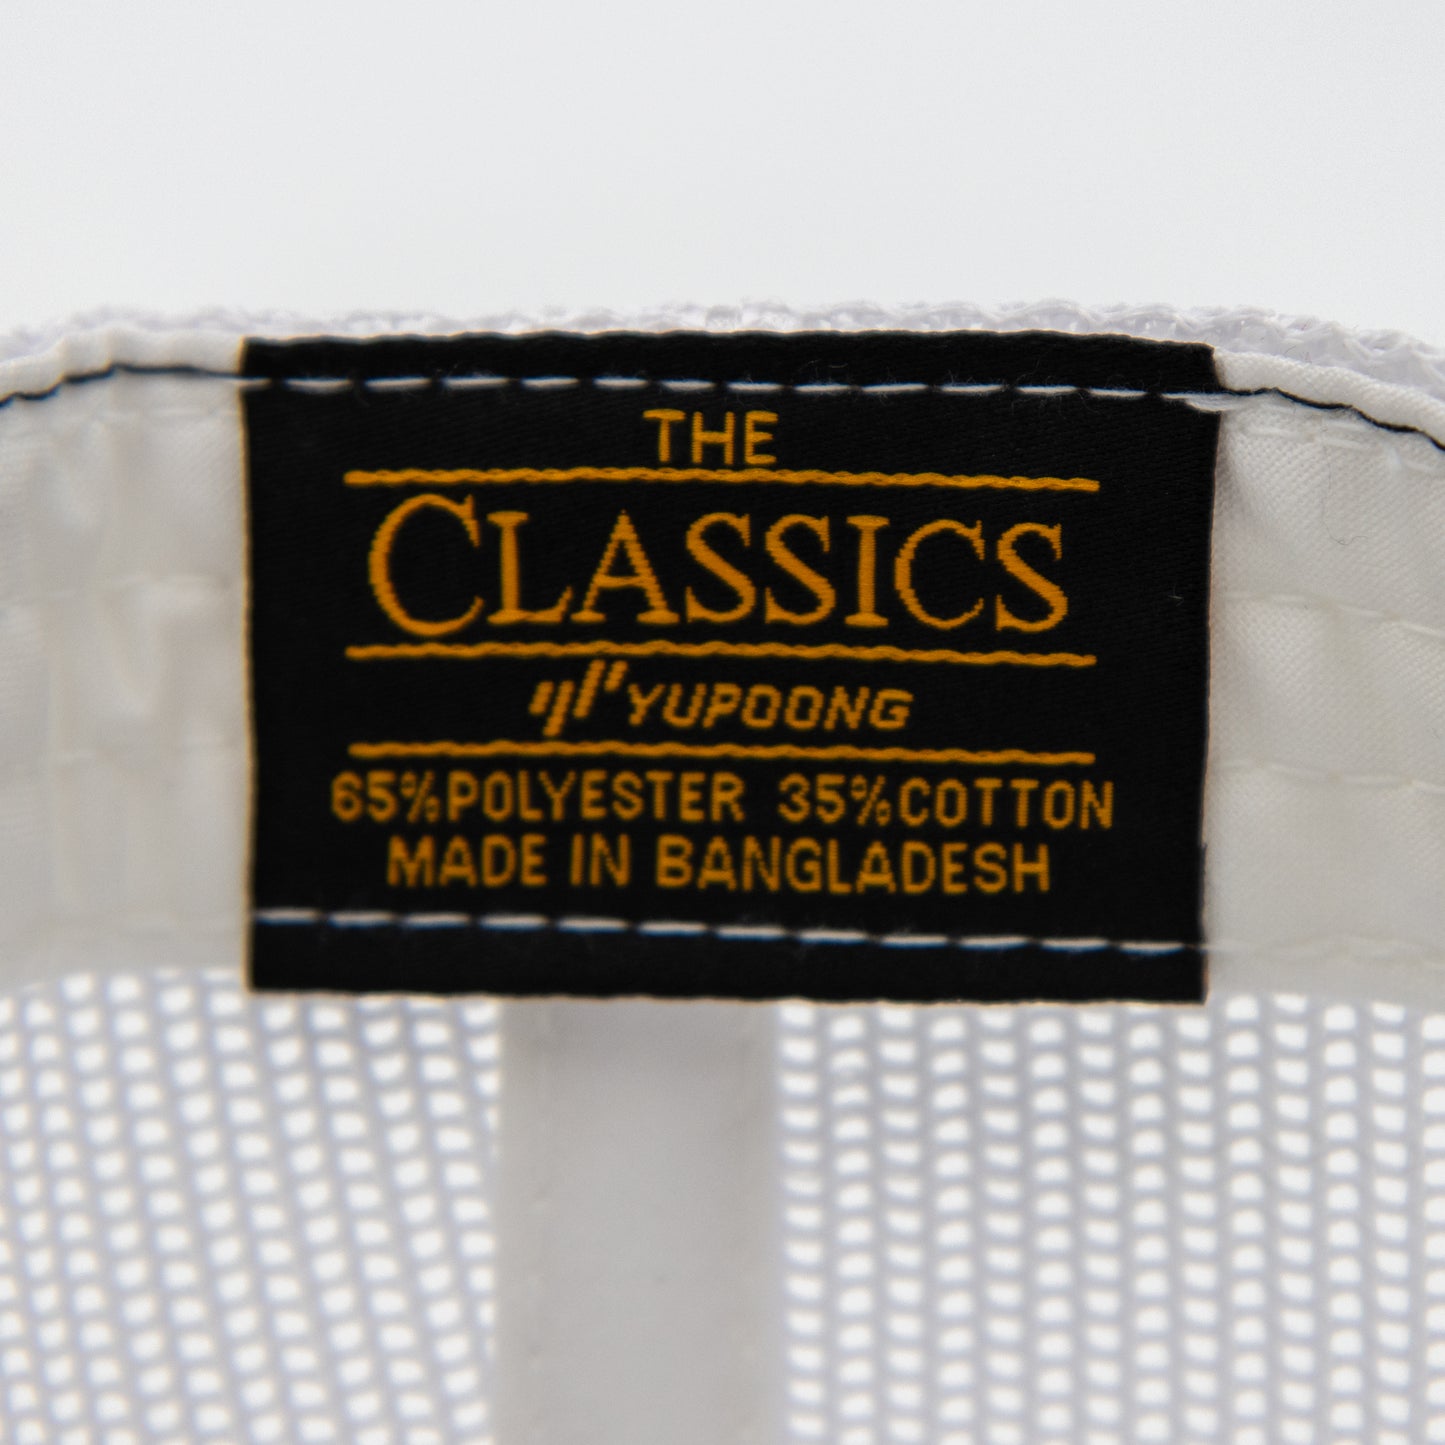 THE
CLASSICS
YUPOONG
65%POLYESTER 35%COTTON
MADE IN BANGLADESH